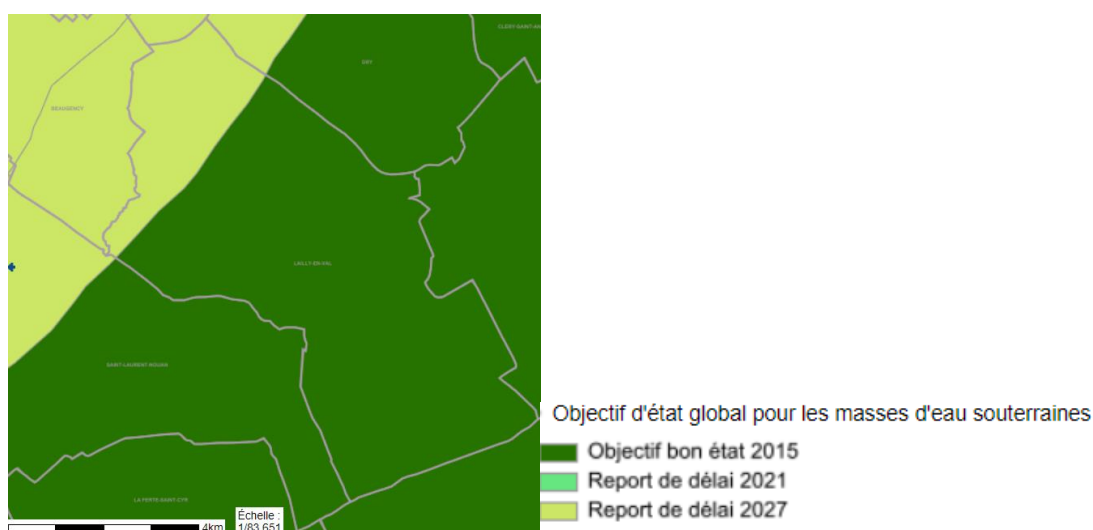 CLERY-SAINT-AN
DRY
BEAUGENCY
LAILLY-EN-VAL
SAINT-LAURENT-NOUAN
LA FERTE-SAINT-CYR
4km
Échelle :
1/83 651
Objectif d'état global pour les masses d'eau souterraines
Objectif bon état 2015
Report de délai 2021
Report de délai 2027